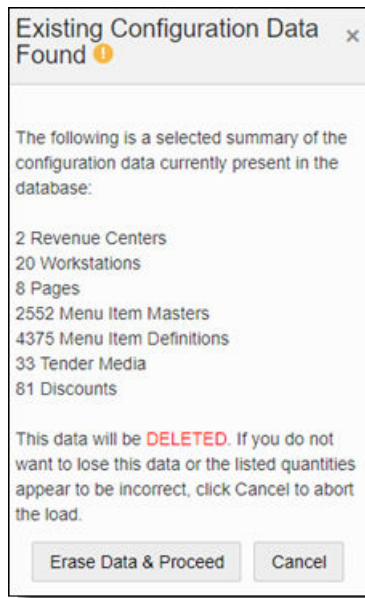 Existing Configuration Data
Found
The following is a selected summary of the
configuration data currently present in the
database:
2 Revenue Centers
20 Workstations
8 Pages
2552 Menu Item Masters
4375 Menu Item Definitions
33 Tender Media
81 Discounts
This data will be DELETED. If you do not
want to lose this data or the listed quantities
appear to be incorrect, click Cancel to abort
the load.
Erase Data & Proceed
Cancel